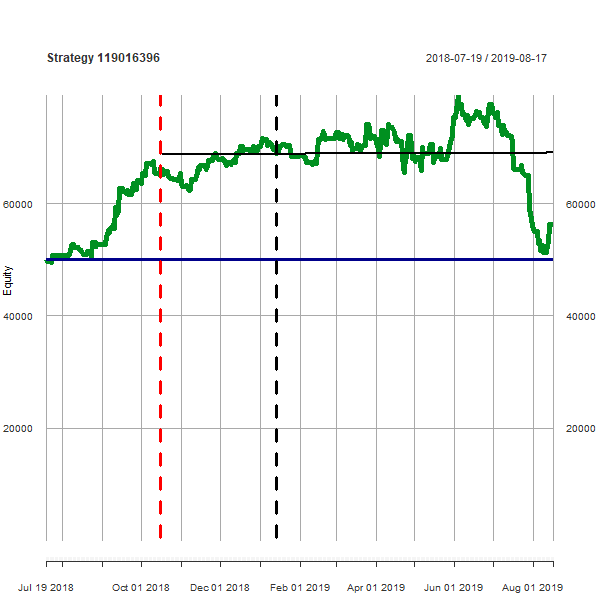 Strategy 119016396 2018-07-19 / 2019-08-17
60000 60000
Equity
40000 40000
20000 20000
Jul 19 2018 Oct 01 2018 Dec 01 2018 Feb 01 2019 Apr 01 2019 Jun 01 2019 Aug 01 2019